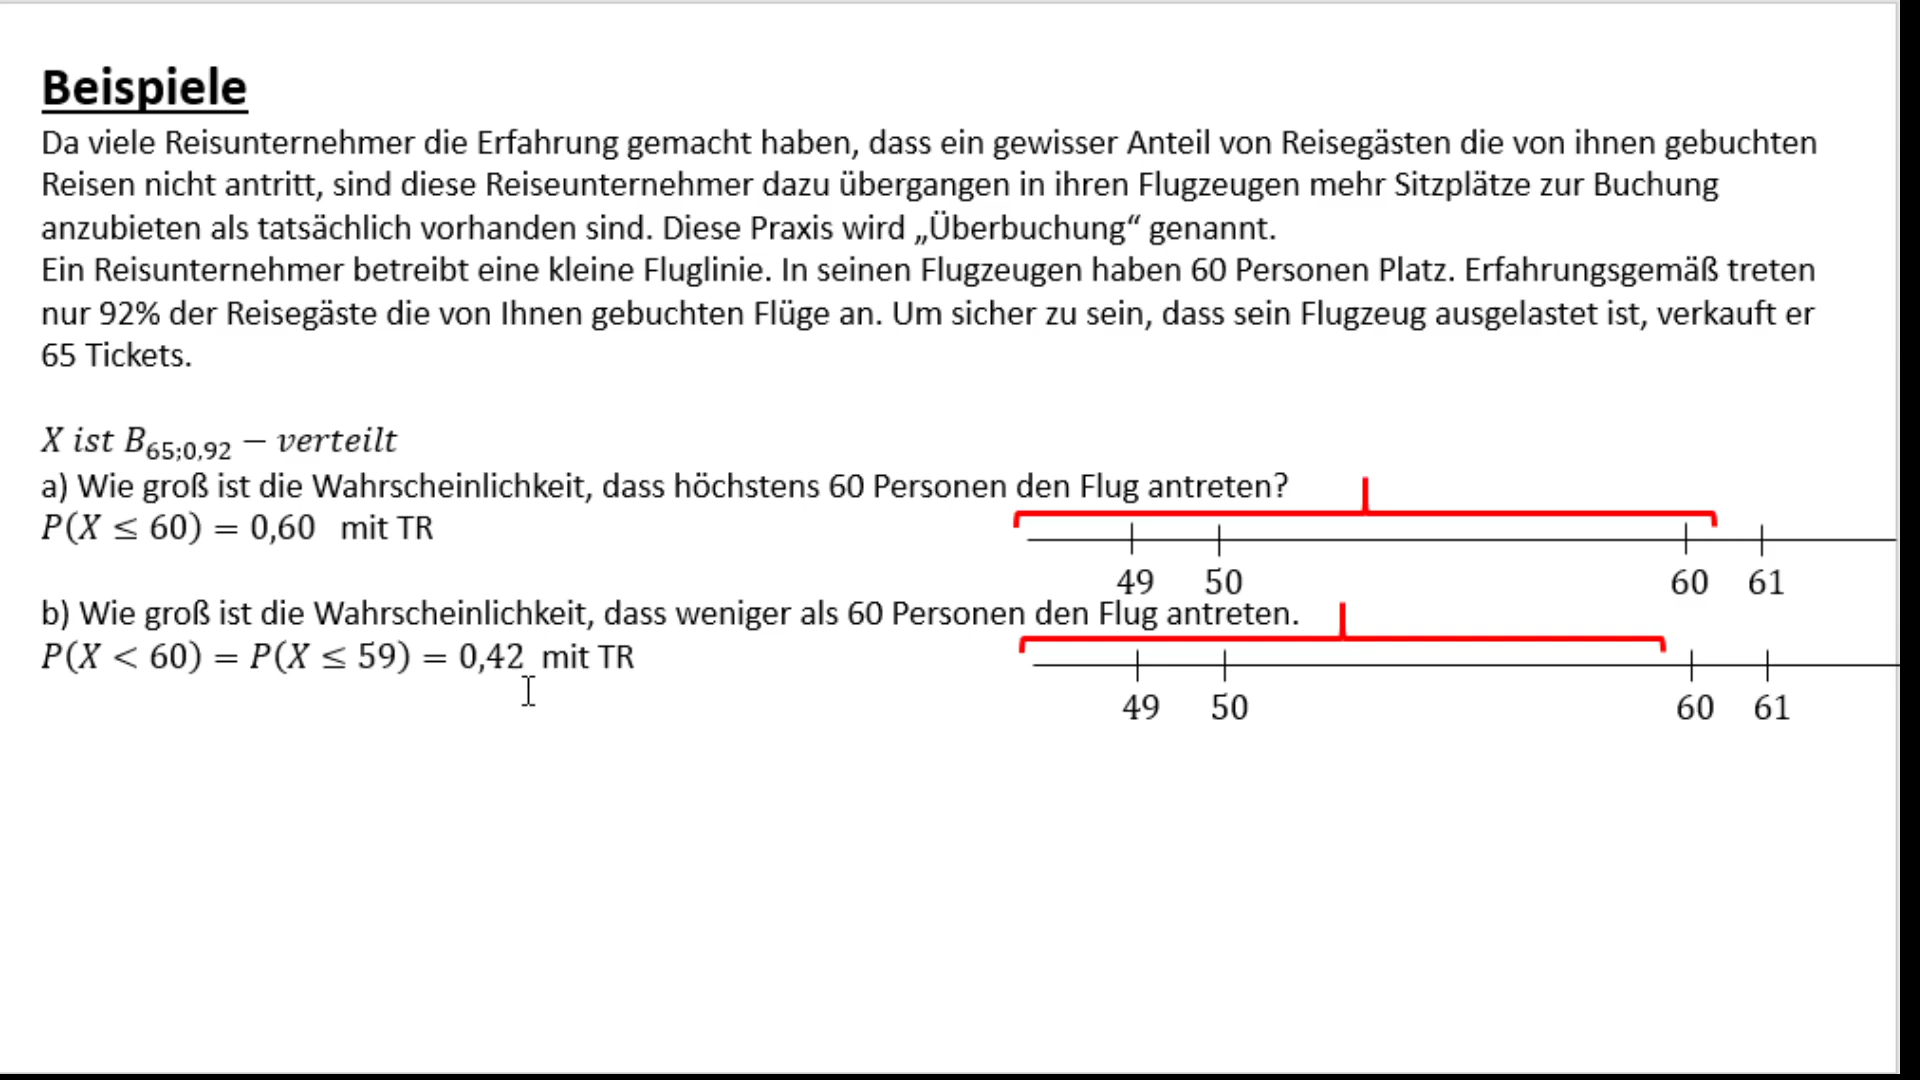 Beispiele
Da viele Reisunternehmer die Erfahrung gemacht haben, dass ein gewisser Anteil von Reisegästen die von ihnen gebuchten
Reisen nicht antritt, sind diese Reiseunternehmer dazu übergangen in ihren Flugzeugen mehr Sitzplätze zur Buchung
anzubieten als tatsächlich vorhanden sind. Diese Praxis wird „Überbuchung“ genannt.
Ein Reisunternehmer betreibt eine kleine Fluglinie. In seinen Flugzeugen haben 60 Personen Platz. Erfahrungsgemäß treten
nur 92% der Reisegäste die von Ihnen gebuchten Flüge an. Um sicher zu sein, dass sein Flugzeug ausgelastet ist, verkauft er
65 Tickets.
X ist B₆₅;₀,₉₂ − verteilt
a) Wie groß ist die Wahrscheinlichkeit, dass höchstens 60 Personen den Flug antreten?
P(X ≤ 60) = 0,60 mit TR
49 50 60 61
b) Wie groß ist die Wahrscheinlichkeit, dass weniger als 60 Personen den Flug antreten.
P(X < 60) = P(X ≤ 59) = 0,42 mit TR
49 50 60 61